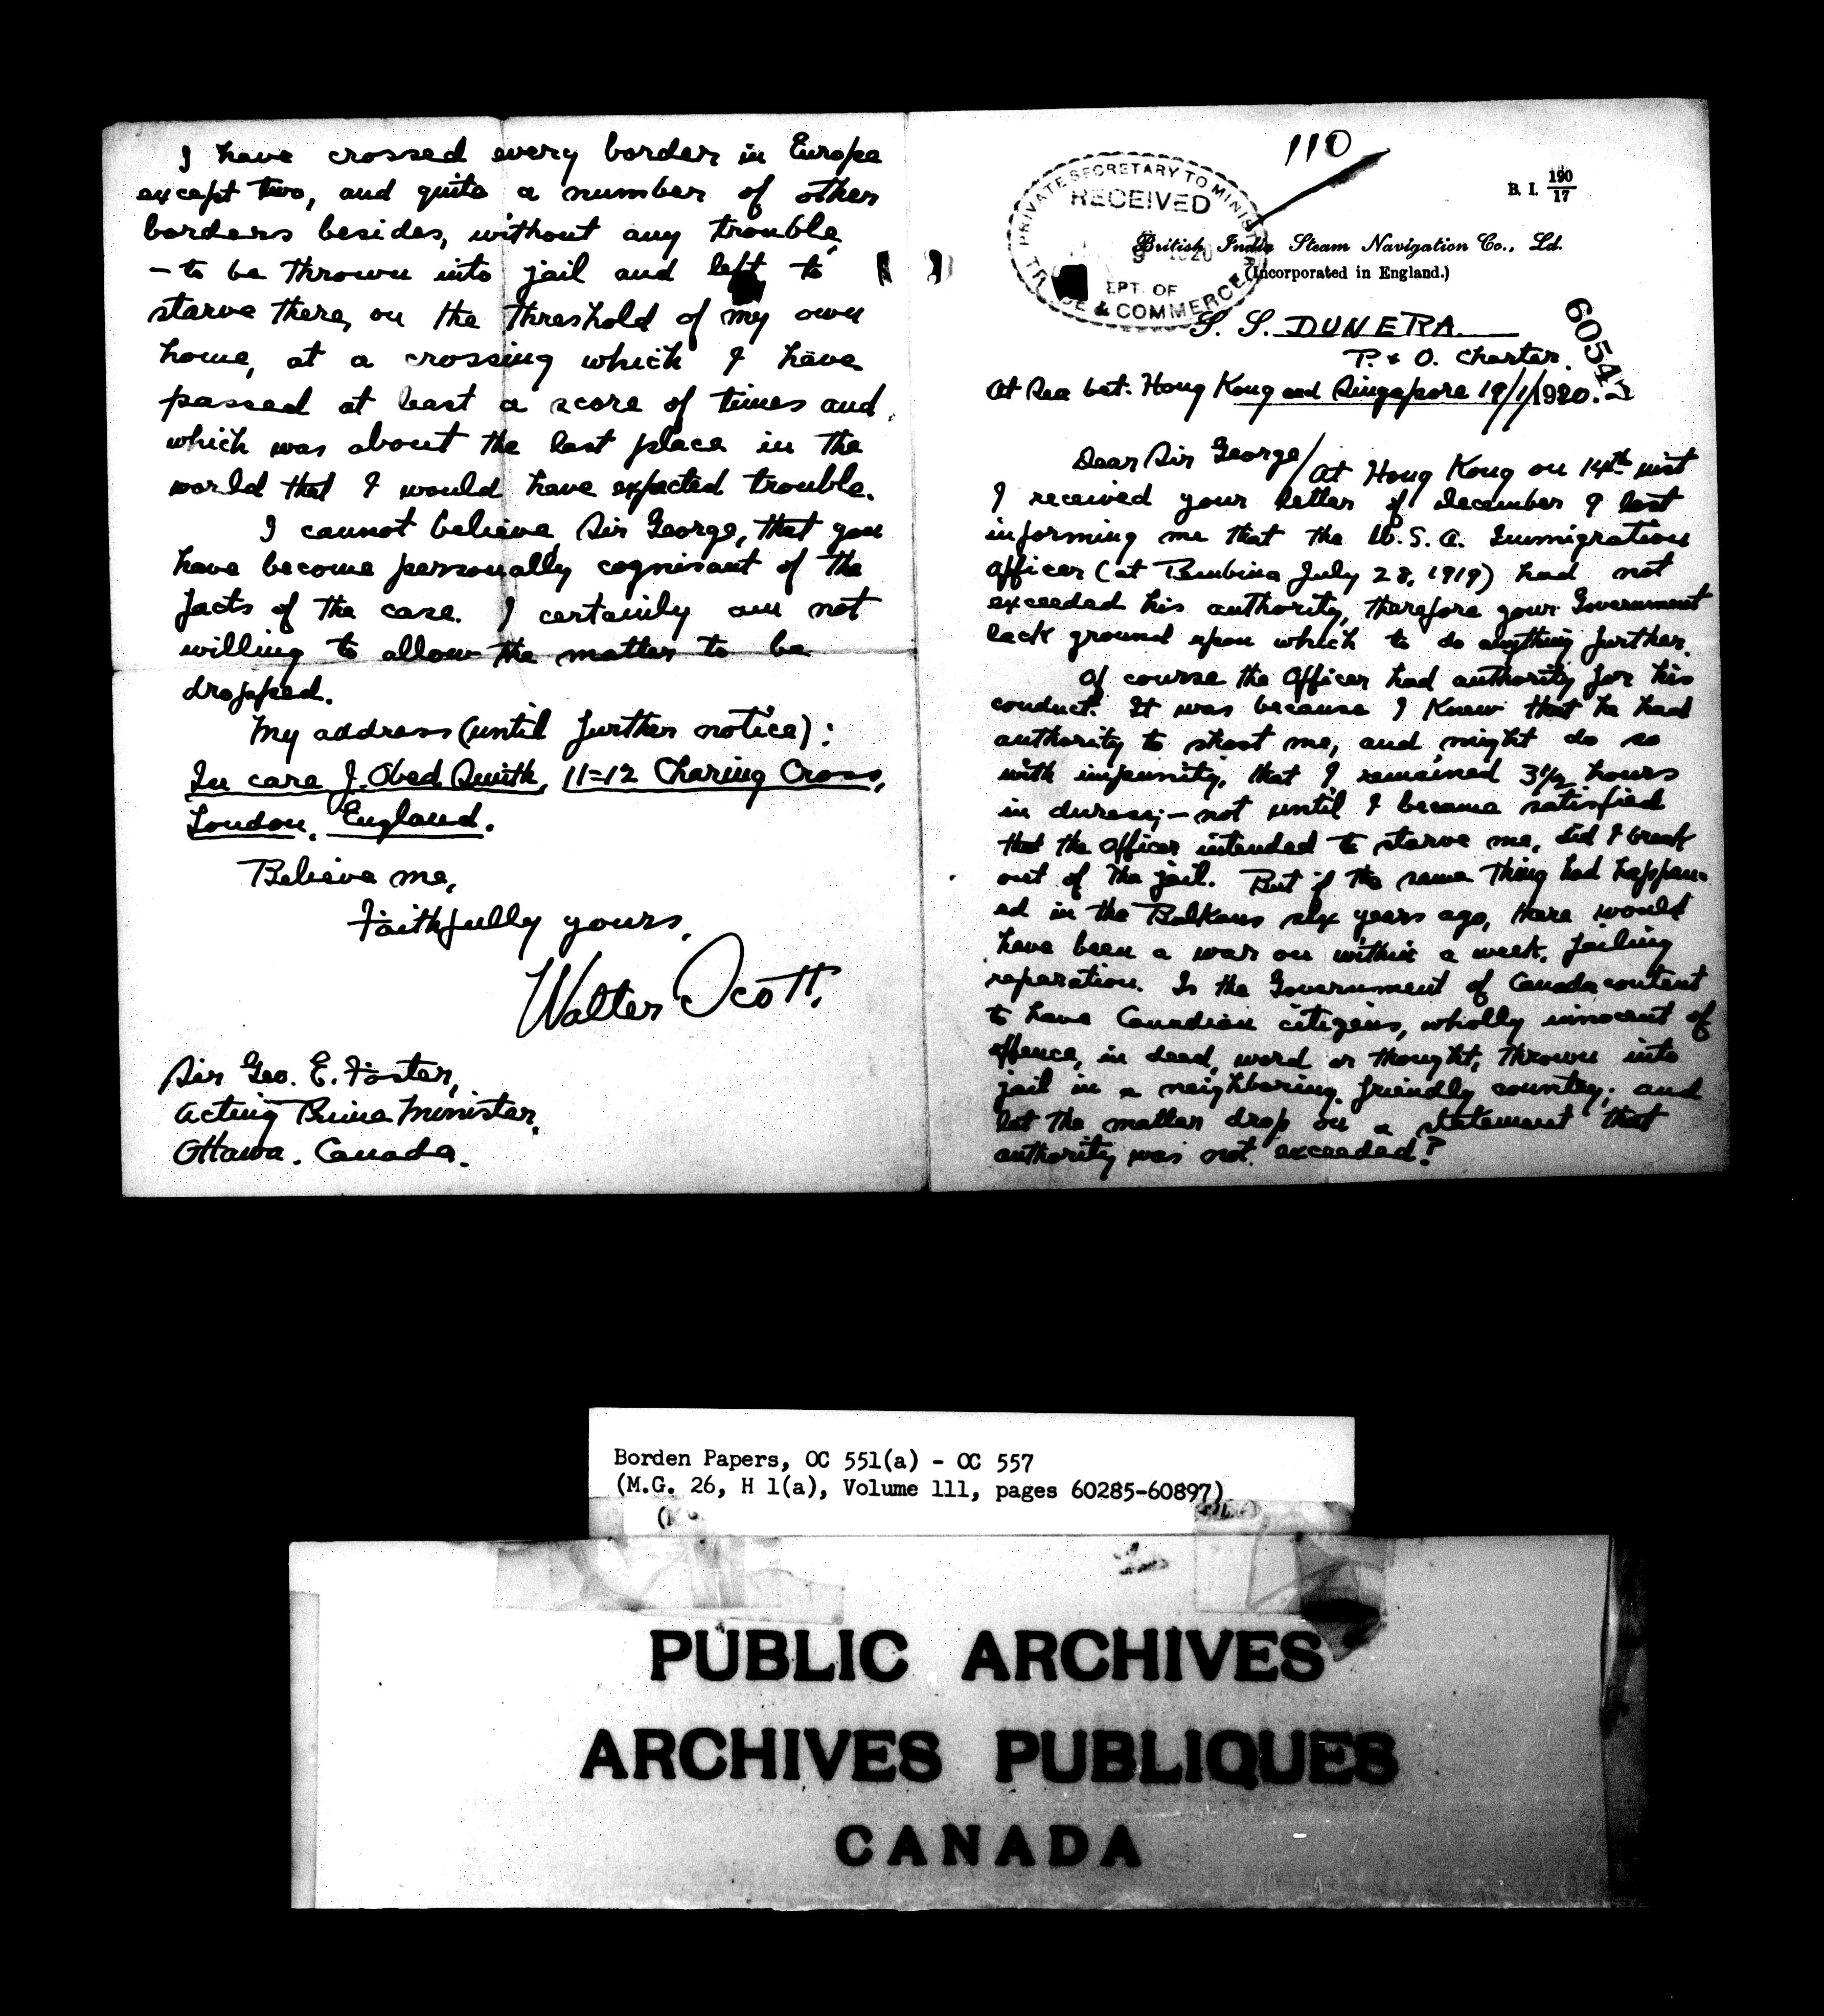 110
PRIVATE SECRETARY TO MINISTER
RECEIVED
9 1920
DEPT. OF
TRADE & COMMERCE
B. I. 190/17
British India Steam Navigation Co., Ld.
(Incorporated in England.)
S. S. DUNERA
P. & O. Charter.
60542
At Sea bet. Hong Kong and Singapore 19/1/1920.
Dear Sir George/ At Hong Kong on 14th inst
I received your letter of December 9 last
informing me that the U.S.A. Immigration
Officer (at Pembina July 28, 1919) had not
exceeded his authority, therefore your Government
lack ground upon which to do anything further.
Of course the Officer had authority for his
conduct. It was because I knew that he had
authority to shoot me, and might do so
with impunity, that I remained 3½ hours
in duress; – not until I became satisfied
that the Officer intended to starve me, did I break
out of the jail. But if the same thing had happen-
ed in the Balkans six years ago, there would
have been a war on within a week, failing
reparation. Is the Government of Canada content
to have Canadian citizens, wholly innocent of
offence, in deed, word or thought, thrown into
jail in a neighboring, friendly country; and
let the matter drop on a statement that
authority was not exceeded?
I have crossed every border in Europe
except two, and quite a number of other
borders besides, without any trouble,
– to be thrown into jail and left to
starve there, on the threshold of my own
home, at a crossing which I have
passed at least a score of times and
which was about the last place in the
world that I would have expected trouble.
I cannot believe, Sir George, that you
have become personally cognisant of the
facts of the case. I certainly am not
willing to allow the matter to be
dropped.
My address (until further notice):
In care J. Obed Smith, 11=12 Charing Cross,
London, England.
Believe me,
Faithfully yours,
Walter Scott.
Sir Geo. E. Foster,
Acting Prime Minister,
Ottawa. Canada.
Borden Papers, OC 551(a) - OC 557
(M.G. 26, H 1(a), Volume 111, pages 60285-60897)
PUBLIC ARCHIVES
ARCHIVES PUBLIQUES
CANADA